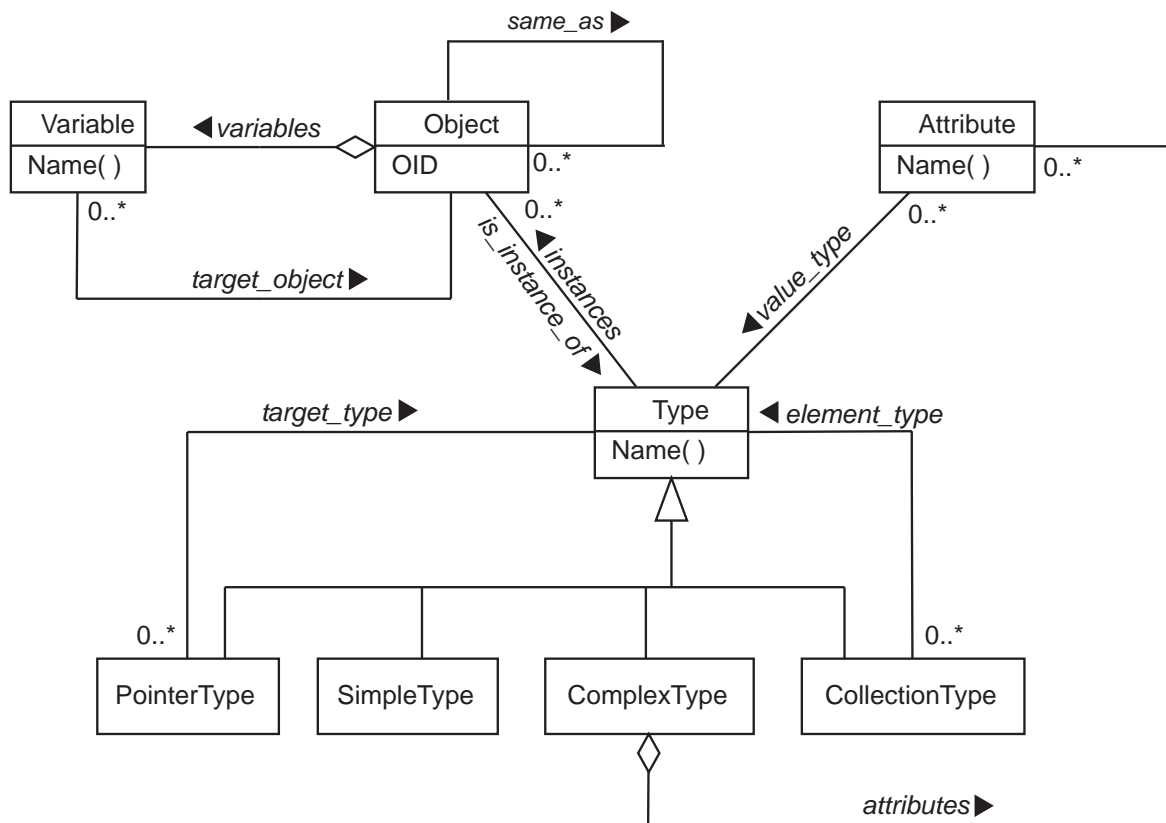 same_as ▶
Variable
Name( )
◀ variables
Object
OID
0..*
0..*
0..*
Attribute
Name( )
0..*
0..*
target_object ▶
is_instance_of ▶
◀ instances
◀ value_type
target_type ▶
Type
Name( )
◀ element_type
0..*
0..*
PointerType
SimpleType
ComplexType
CollectionType
attributes ▶